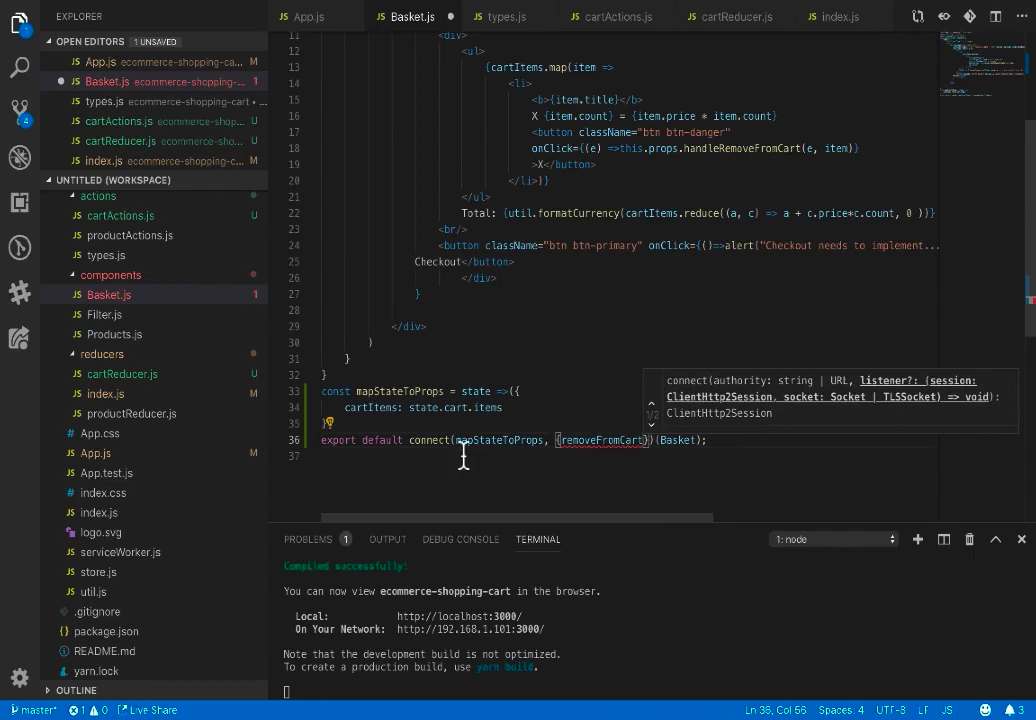 EXPLORER
OPEN EDITORS 1 UNSAVED
App.js ecommerce-shopping-ca... M
Basket.js ecommerce-shopping-... 1
types.js ecommerce-shopping-cart • ...
cartActions.js ecommerce-shopping-... U
cartReducer.js ecommerce-sho... U
index.js ecommerce-shopping-... M
UNTITLED (WORKSPACE)
actions
cartActions.js U
productActions.js
types.js
components
Basket.js 1
Filter.js
Products.js
reducers
cartReducer.js U
index.js M
productReducer.js
App.css
App.js M
App.test.js
index.css
index.js
logo.svg
serviceWorker.js
store.js
util.js
.gitignore
package.json
README.md
yarn.lock
OUTLINE
App.js Basket.js types.js cartActions.js cartReducer.js index.js
11 <div>
12 <ul>
13 {cartItems.map(item =>
14 <li>
15 <b>{item.title}</b>
16 X {item.count} = {item.price * item.count}
17 <button className="btn btn-danger"
18 onClick={(e) =>this.props.handleRemoveFromCart(e, item)}
19 >X</button>
20 </li>)}
21 </ul>
22 Total: {util.formatCurrency(cartItems.reduce((a, c) => a + c.price*c.count, 0 ))}
23 <br/>
24 <button className="btn btn-primary" onClick={()=>alert("Checkout needs to implement...
25 Checkout</button>
26 </div>
27 }
28
29 </div>
30 )
31 }
32 }
33 const mapStateToProps = state =>({
34 cartItems: state.cart.items
35 }
36 export default connect(mapStateToProps, {removeFromCart})(Basket);
37
connect(authority: string | URL, listener?: (session:
1/2 ClientHttp2Session, socket: Socket | TLSSocket) => void):
ClientHttp2Session
PROBLEMS 1 OUTPUT DEBUG CONSOLE TERMINAL 1: node
Compiled successfully!
You can now view ecommerce-shopping-cart in the browser.
Local: http://localhost:3000/
On Your Network: http://192.168.1.101:3000/
Note that the development build is not optimized.
To create a production build, use yarn build.
master* 1 0 Live Share Ln 36, Col 56 Spaces: 4 UTF-8 LF JS 3
1
4